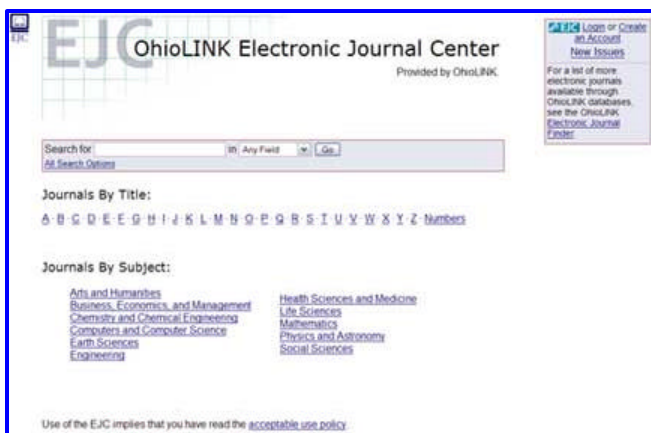 EJC
EJC
OhioLINK Electronic Journal Center
Provided by OhioLINK.
EJC Login or Create
an Account
New Issues
For a list of more
electronic journals
available through
OhioLINK databases,
see the OhioLINK
Electronic Journal
Finder
Search for in Any Field Go
All Search Options
Journals By Title:
A · B · C · D · E · F · G · H · I · J · K · L · M · N · O · P · Q · R · S · T · U · V · W · X · Y · Z · Numbers
Journals By Subject:
Arts and Humanities
Business, Economics, and Management
Chemistry and Chemical Engineering
Computers and Computer Science
Earth Sciences
Engineering
Health Sciences and Medicine
Life Sciences
Mathematics
Physics and Astronomy
Social Sciences
Use of the EJC implies that you have read the acceptable use policy